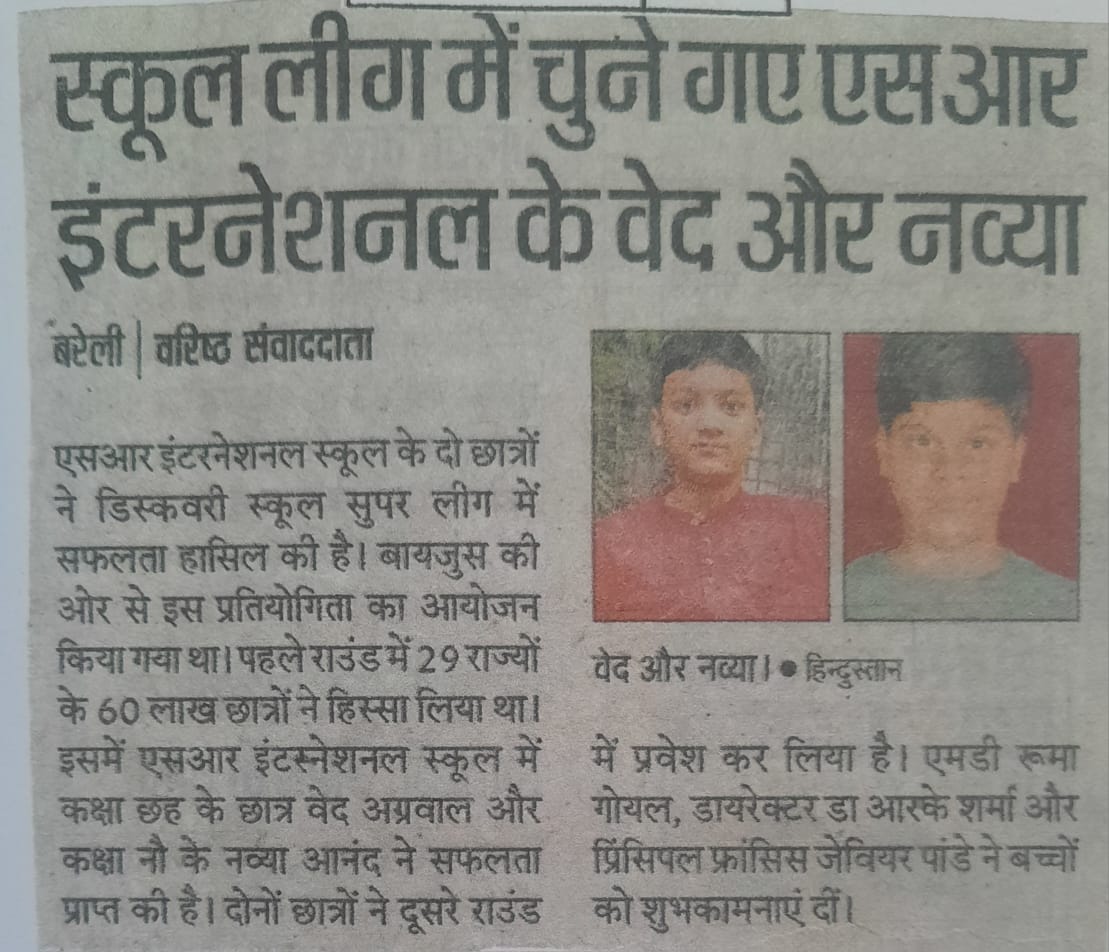 स्कूल लीग में चुने गए एसआर
इंटरनेशनल के वेद और नव्या
बरेली | वरिष्ठ संवाददाता
एसआर इंटरनेशनल स्कूल के दो छात्रों
ने डिस्कवरी स्कूल सुपर लीग में
सफलता हासिल की है। बायजुस की
ओर से इस प्रतियोगिता का आयोजन
किया गया था। पहले राउंड में 29 राज्यों
के 60 लाख छात्रों ने हिस्सा लिया था।
इसमें एसआर इंटस्नेशनल स्कूल में
कक्षा छह के छात्र वेद अग्रवाल और
कक्षा नौ के नव्या आनंद ने सफलता
प्राप्त की है। दोनों छात्रों ने दूसरे राउंड
वेद और नव्या। ● हिन्दुस्तान
में प्रवेश कर लिया है। एमडी रूमा
गोयल, डायरेक्टर डा आरके शर्मा और
प्रिंसिपल फ्रांसिस जेवियर पांडे ने बच्चों
को शुभकामनाएं दीं।